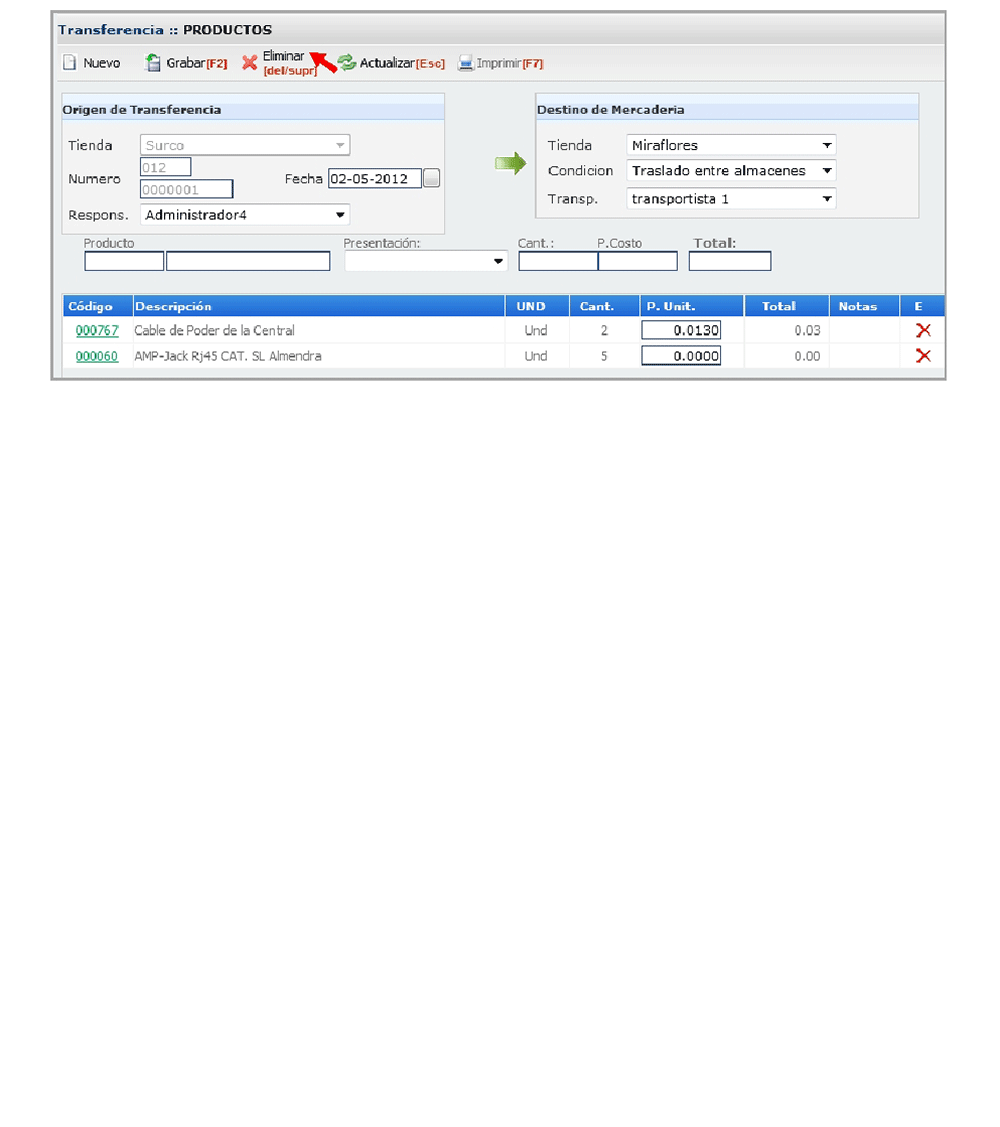 Transferencia :: PRODUCTOS
Nuevo Grabar[F2] Eliminar [del/supr] Actualizar[Esc] Imprimir[F7]
Origen de Transferencia
Tienda Surco
Numero 012
0000001
Fecha 02-05-2012
Respons. Administrador4
Destino de Mercaderia
Tienda Miraflores
Condicion Traslado entre almacenes
Transp. transportista 1
Producto Presentación: Cant.: P.Costo Total:
Código Descripción UND Cant. P. Unit. Total Notas E
000767 Cable de Poder de la Central Und 2 0.0130 0.03
000060 AMP-Jack Rj45 CAT. SL Almendra Und 5 0.0000 0.00